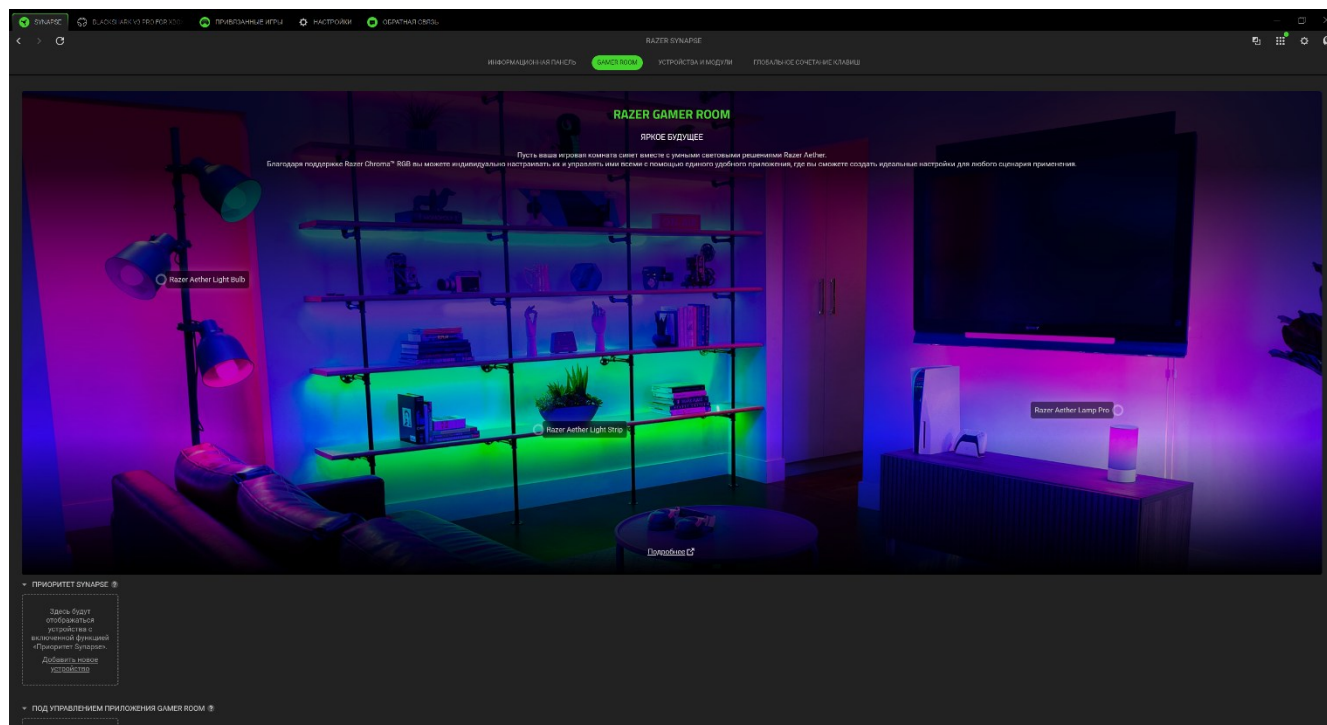 SYNAPSE BLACKSHARK V3 PRO FOR XBOX ПРИВЯЗАННЫЕ ИГРЫ НАСТРОЙКИ ОБРАТНАЯ СВЯЗЬ
RAZER SYNAPSE
ИНФОРМАЦИОННАЯ ПАНЕЛЬ GAMER ROOM УСТРОЙСТВА И МОДУЛИ ГЛОБАЛЬНОЕ СОЧЕТАНИЕ КЛАВИШ
RAZER GAMER ROOM
ЯРКОЕ БУДУЩЕЕ
Пусть ваша игровая комната сияет вместе с умными световыми решениями Razer Aether.
Благодаря поддержке Razer Chroma™ RGB вы можете индивидуально настраивать их и управлять ими всеми с помощью единого удобного приложения, где вы сможете создать идеальные настройки для любого сценария применения.
Razer Aether Light Bulb
Razer Aether Lamp Pro
Razer Aether Light Strip
Подробнее
ПРИОРИТЕТ SYNAPSE
Здесь будут
отображаться
устройства с
включенной функцией
«Приоритет Synapse».
Добавить новое
устройство
ПОД УПРАВЛЕНИЕМ ПРИЛОЖЕНИЯ GAMER ROOM